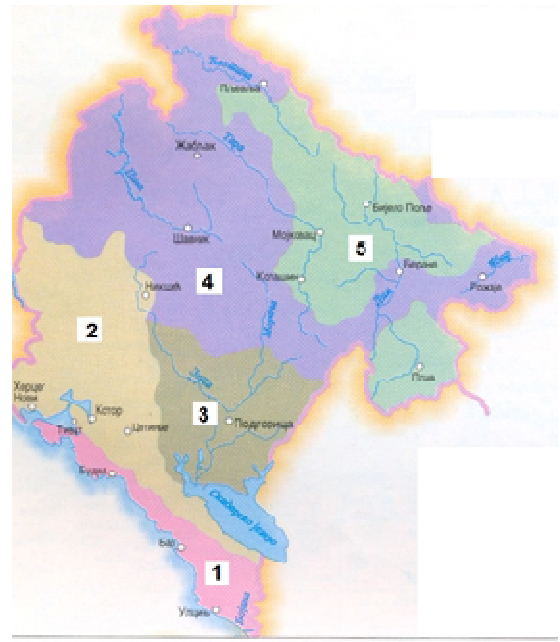 Пљевља
Жабљак
Тара
Бијело Поље
Шавник
Мојковац
5
Беране
Колашин
4
Рожаје
Никшић
2
Плав
Херцег
Нови
Котор
3
Подгорица
Тиват
Цетиње
Будва
Скадарско језеро
Бар
1
Улцињ